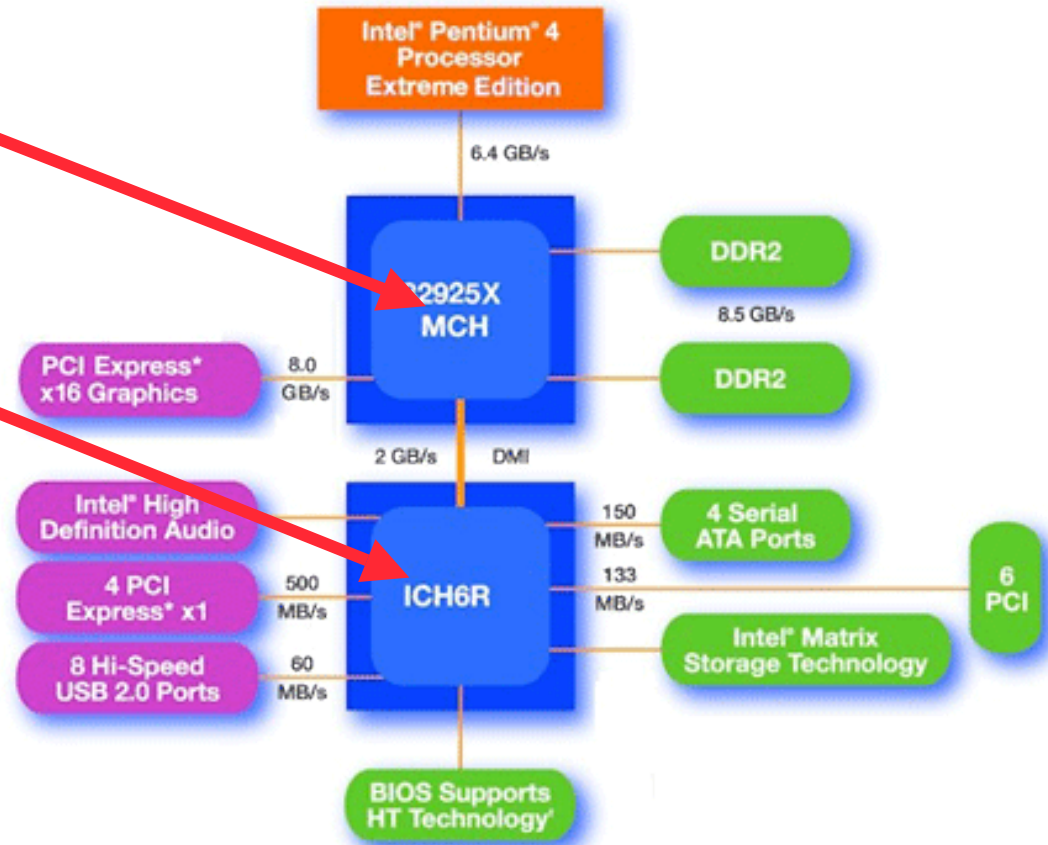 Intel® Pentium® 4
Processor
Extreme Edition
6.4 GB/s
2925X
MCH
DDR2
8.5 GB/s
DDR2
PCI Express*
x16 Graphics
8.0
GB/s
2 GB/s
DMI
Intel® High
Definition Audio
4 PCI
Express* x1
500
MB/s
8 Hi-Speed
USB 2.0 Ports
60
MB/s
ICH6R
150
MB/s
4 Serial
ATA Ports
133
MB/s
6
PCI
Intel® Matrix
Storage Technology
BIOS Supports
HT Technology¹